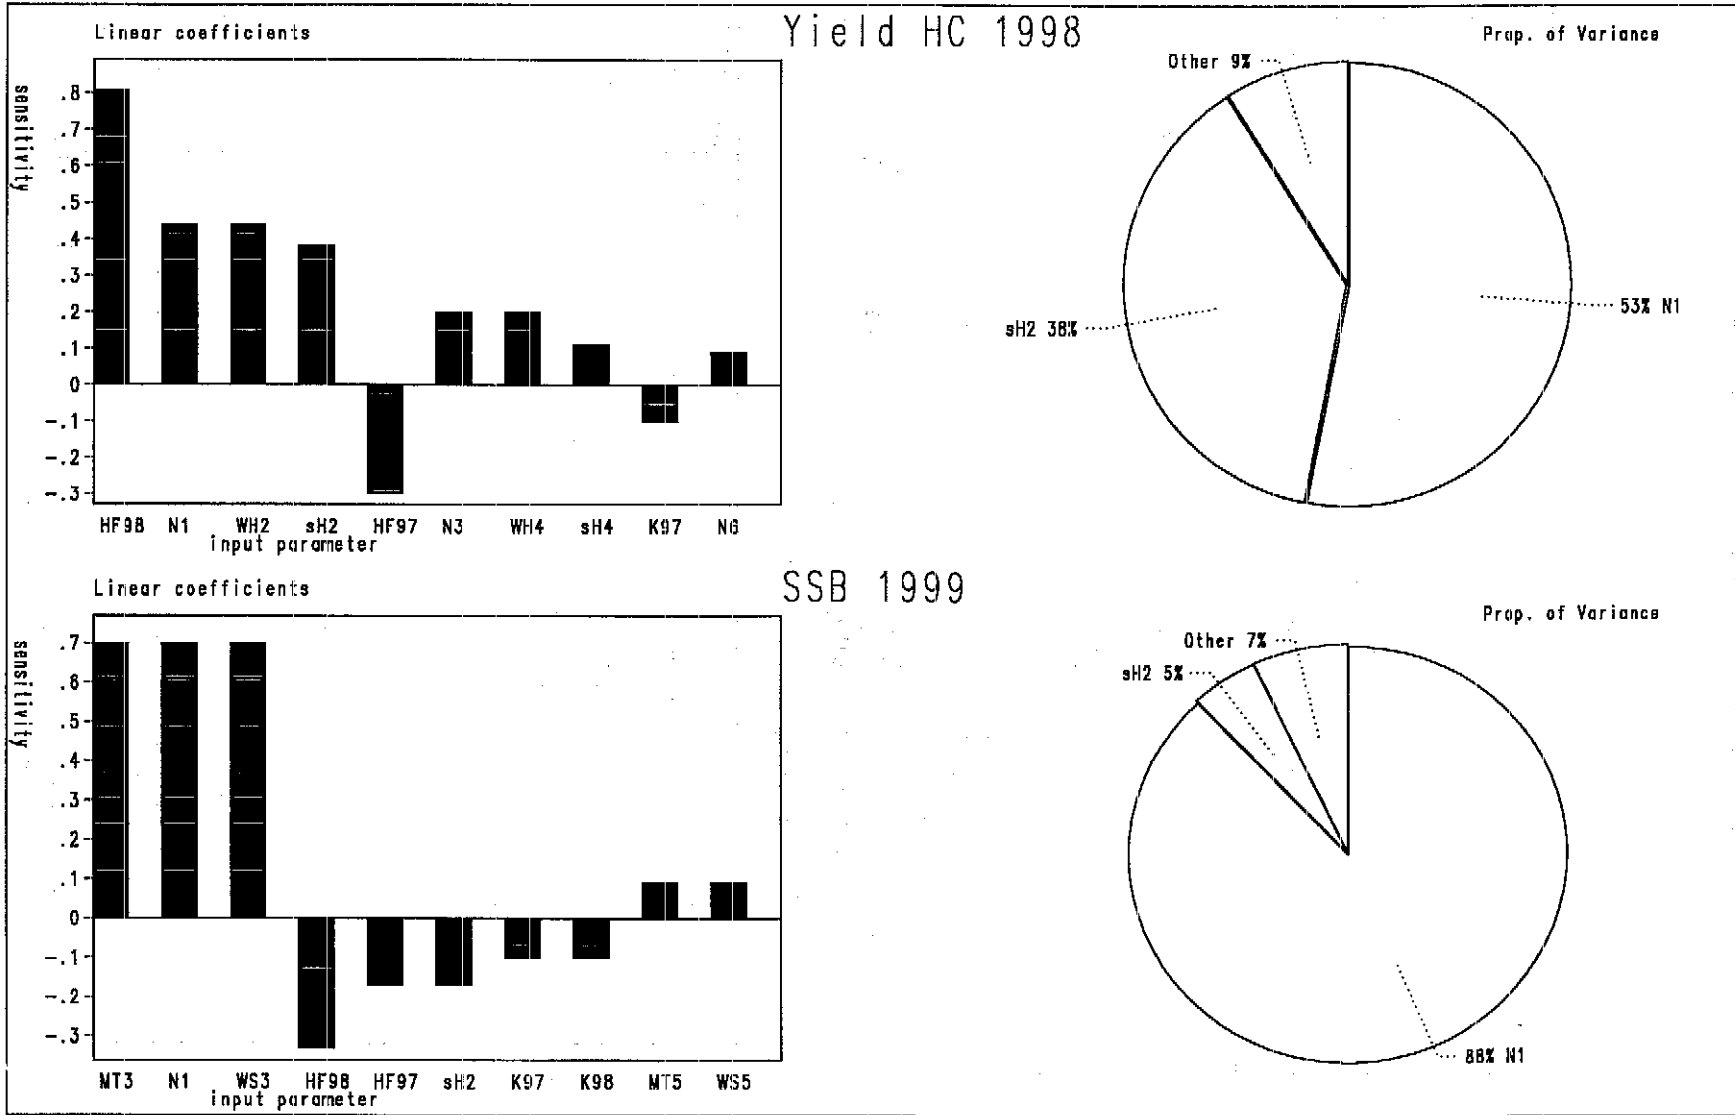 Yield HC 1998
Linear coefficients
Prop. of Variance
sensitivity
.8
.7
.6
.5
.4
.3
.2
.1
0
-.1
-.2
-.3
HF98 N1 WH2 sH2 HF97 N3 WH4 sH4 K97 N6
input parameter
Other 9%
sH2 38%
53% N1
SSB 1999
Linear coefficients
Prop. of Variance
sensitivity
.7
.6
.5
.4
.3
.2
.1
0
-.1
-.2
-.3
MT3 N1 WS3 HF98 HF97 sH2 K97 K98 MT5 WS5
input parameter
Other 7%
sH2 5%
88% N1